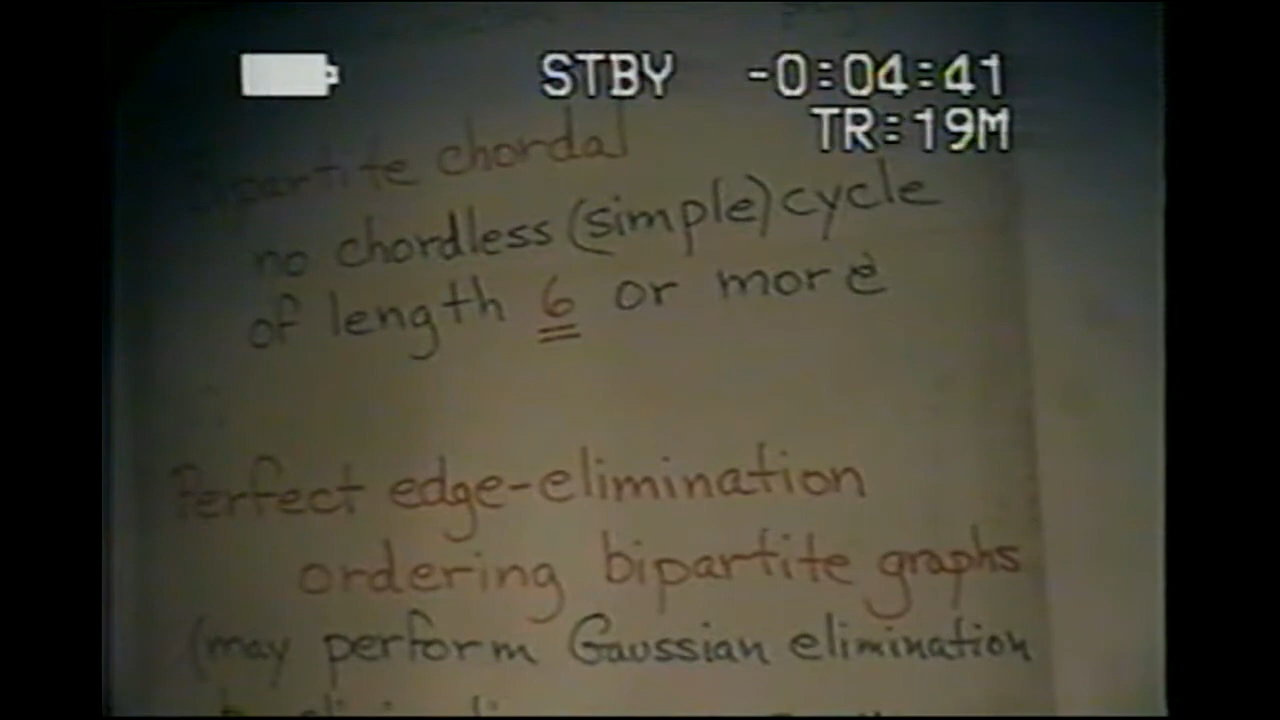 STBY -0:04:41
TR:19M
Bipartite chordal
no chordless (simple) cycle
of length 6 or more
Perfect edge-elimination
ordering bipartite graphs
(may perform Gaussian elimination